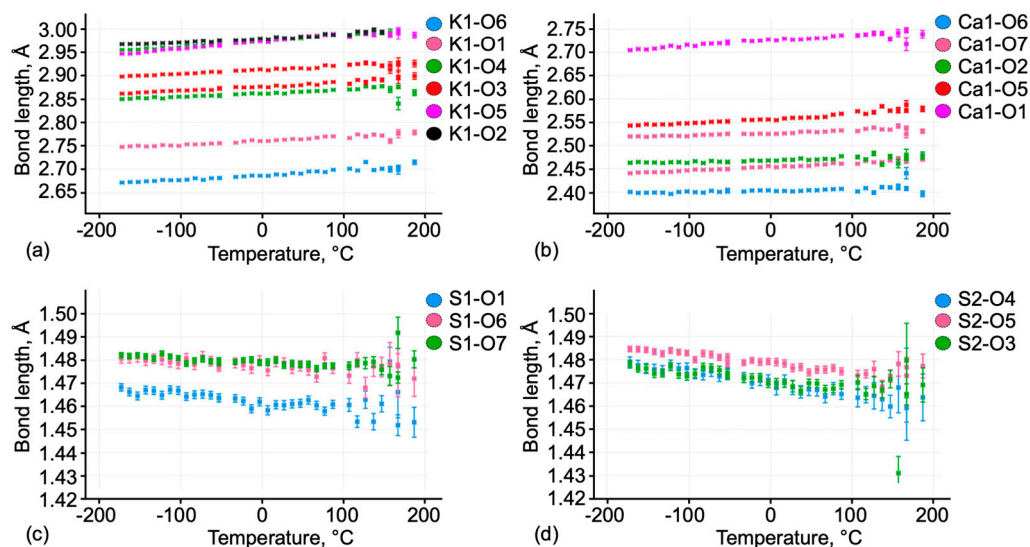 Bond length, Å
3.00
2.95
2.90
2.85
2.80
2.75
2.70
2.65
K1-O6
K1-O1
K1-O4
K1-O3
K1-O5
K1-O2
-200 -100 0 100 200
(a) Temperature, °C
Bond length, Å
2.75
2.70
2.65
2.60
2.55
2.50
2.45
2.40
Ca1-O6
Ca1-O7
Ca1-O2
Ca1-O5
Ca1-O1
-200 -100 0 100 200
(b) Temperature, °C
Bond length, Å
1.50
1.49
1.48
1.47
1.46
1.45
1.44
1.43
1.42
S1-O1
S1-O6
S1-O7
-200 -100 0 100 200
(c) Temperature, °C
Bond length, Å
1.50
1.49
1.48
1.47
1.46
1.45
1.44
1.43
1.42
S2-O4
S2-O5
S2-O3
-200 -100 0 100 200
(d) Temperature, °C